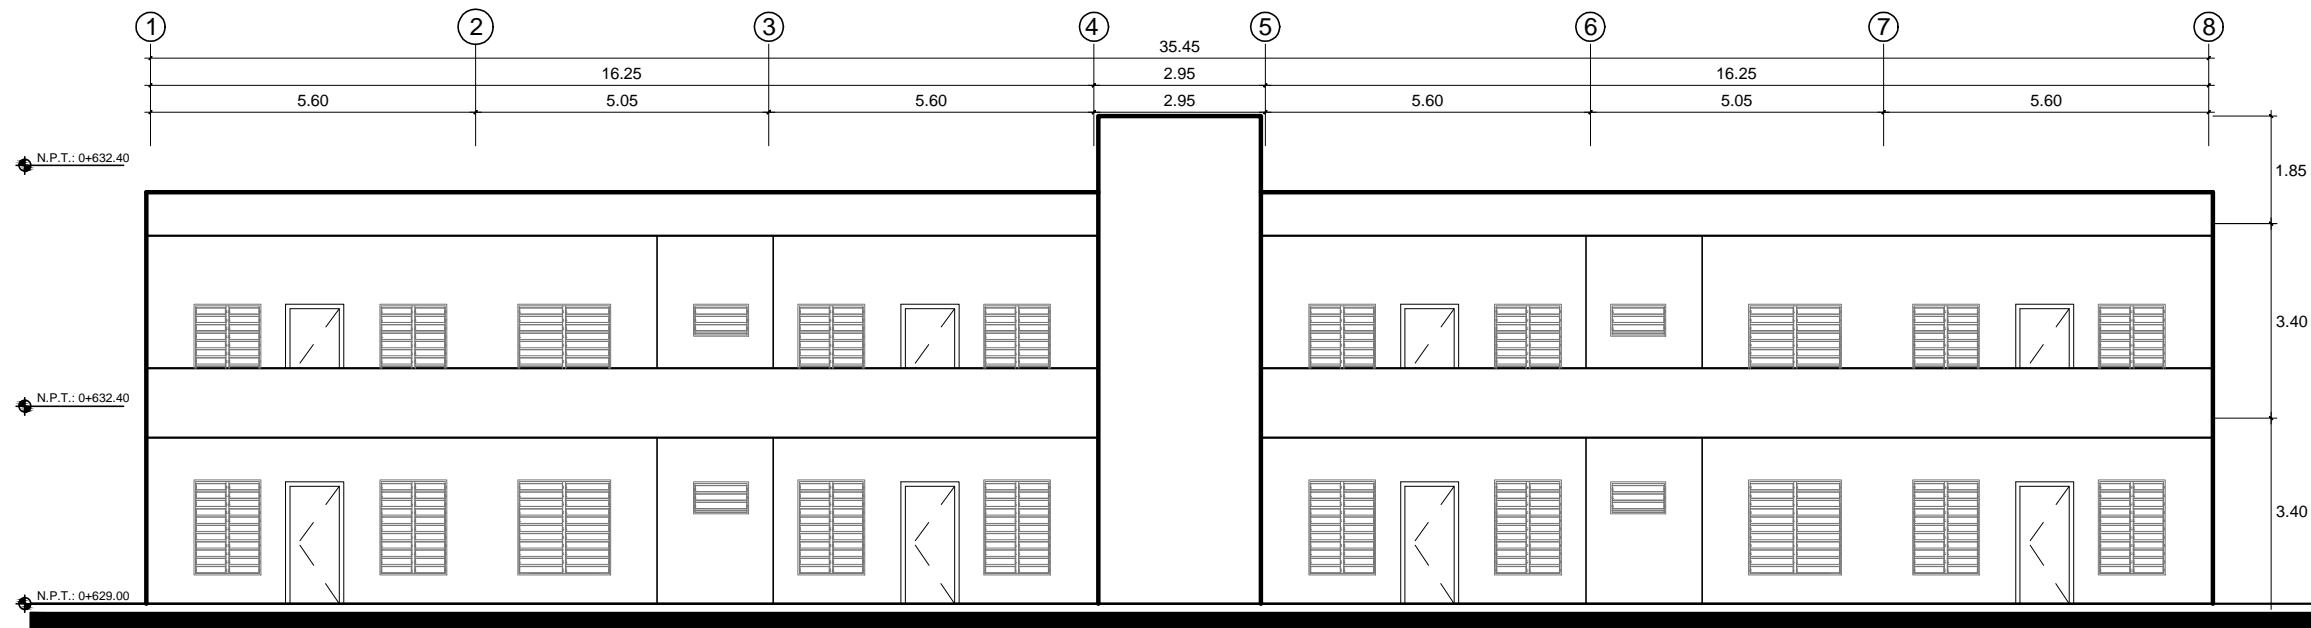 1 2 3 4 5 6 7 8
35.45
16.25 2.95 16.25
5.60 5.05 5.60 2.95 5.60 5.05 5.60
N.P.T.: 0+632.40
1.85
3.40
N.P.T.: 0+632.40
3.40
N.P.T.: 0+629.00